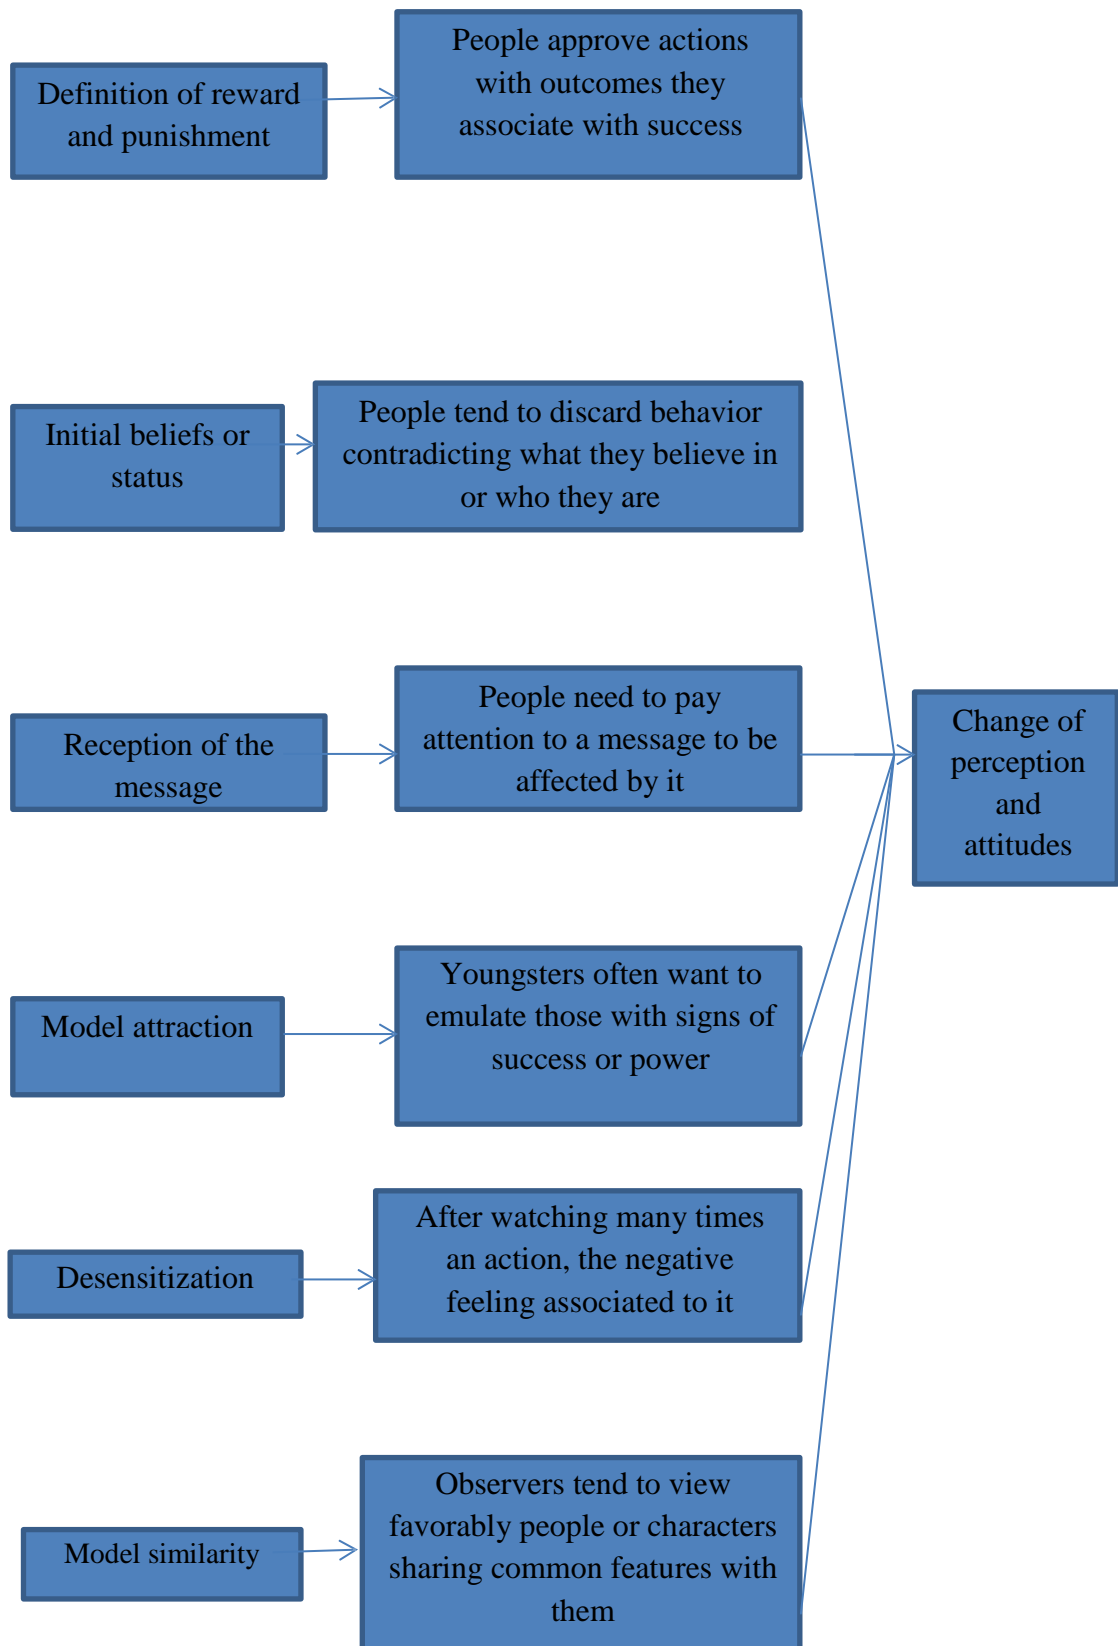 Definition of reward
and punishment
People approve actions
with outcomes they
associate with success
Initial beliefs or
status
People tend to discard behavior
contradicting what they believe in
or who they are
Reception of the
message
People need to pay
attention to a message to be
affected by it
Change of
perception
and
attitudes
Model attraction
Youngsters often want to
emulate those with signs of
success or power
Desensitization
After watching many times
an action, the negative
feeling associated to it
Model similarity
Observers tend to view
favorably people or characters
sharing common features with
them